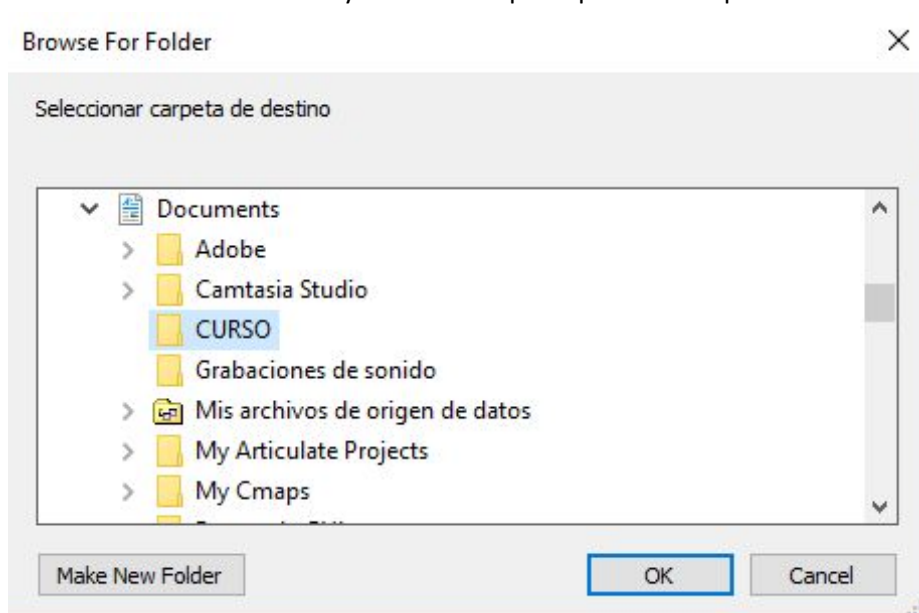 Browse For Folder
Seleccionar carpeta de destino
Documents
Adobe
Camtasia Studio
CURSO
Grabaciones de sonido
Mis archivos de origen de datos
My Articulate Projects
My Cmaps
Make New Folder
OK
Cancel